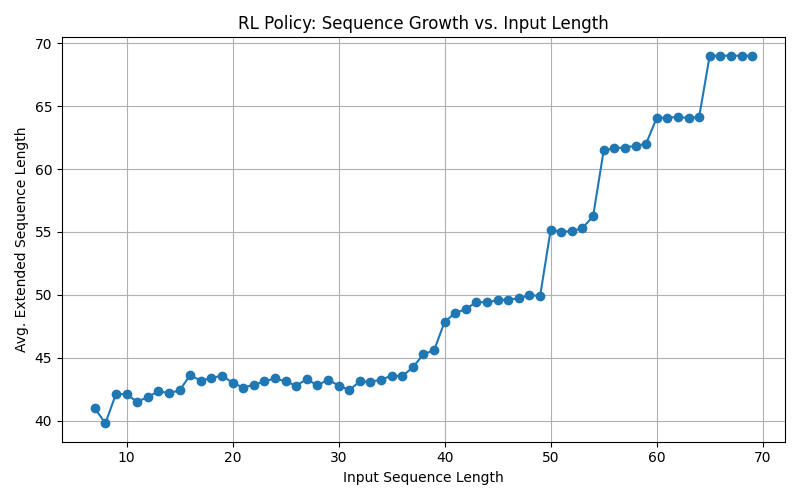 RL Policy: Sequence Growth vs. Input Length
Avg. Extended Sequence Length
70
65
60
55
50
45
40
10 20 30 40 50 60 70
Input Sequence Length